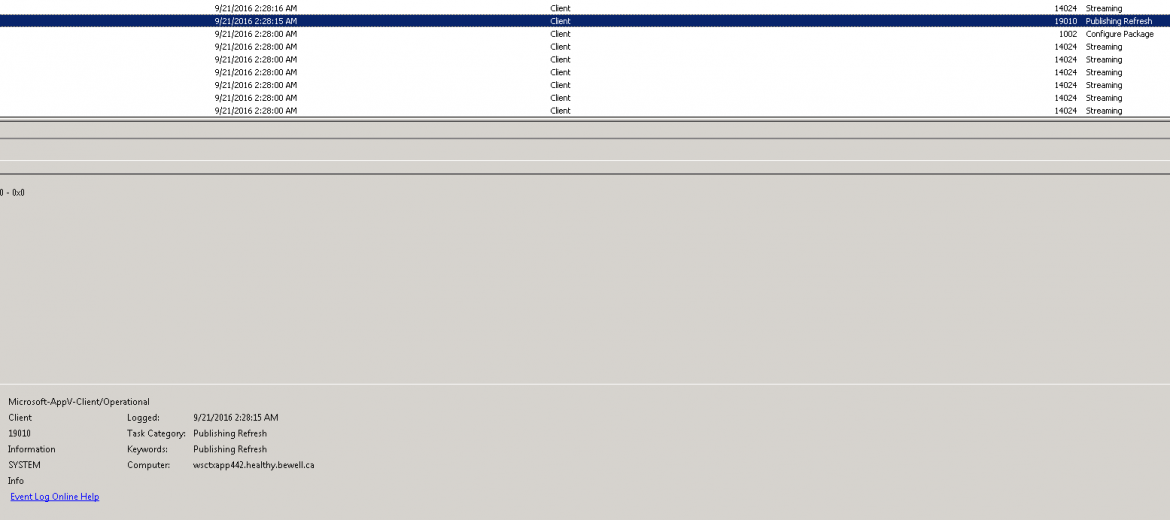 9/21/2016 2:28:16 AM Client 14024 Streaming
9/21/2016 2:28:15 AM Client 19010 Publishing Refresh
9/21/2016 2:28:00 AM Client 1002 Configure Package
9/21/2016 2:28:00 AM Client 14024 Streaming
9/21/2016 2:28:00 AM Client 14024 Streaming
9/21/2016 2:28:00 AM Client 14024 Streaming
9/21/2016 2:28:00 AM Client 14024 Streaming
9/21/2016 2:28:00 AM Client 14024 Streaming
9/21/2016 2:28:00 AM Client 14024 Streaming
0 - 0x0
Microsoft-AppV-Client/Operational
Client Logged: 9/21/2016 2:28:15 AM
19010 Task Category: Publishing Refresh
Information Keywords: Publishing Refresh
SYSTEM Computer: wsctxapp442.healthy.bewell.ca
Info
Event Log Online Help